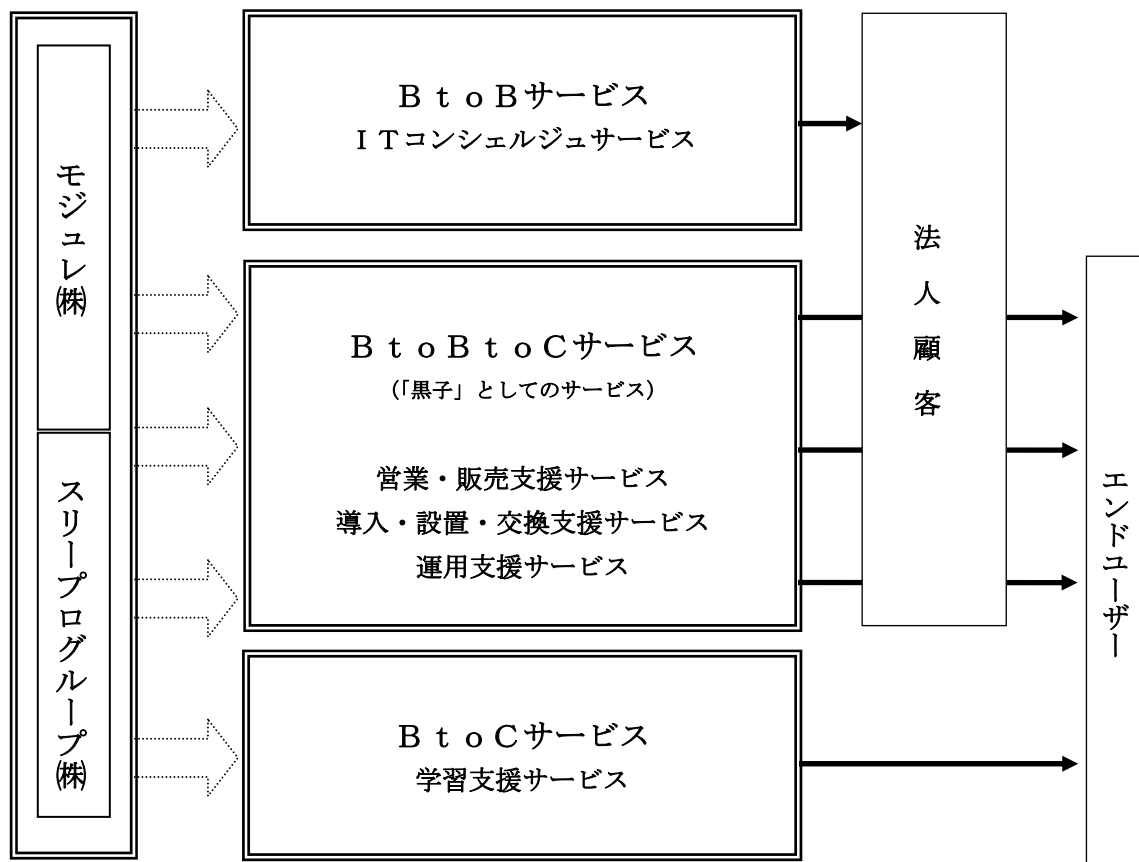 モジュレ㈱
スリープログループ㈱
ＢｔｏＢサービス
ＩＴコンシェルジュサービス
ＢｔｏＢｔｏＣサービス
（「黒子」としてのサービス）
営業・販売支援サービス
導入・設置・交換支援サービス
運用支援サービス
ＢｔｏＣサービス
学習支援サービス
法人顧客
エンドユーザー